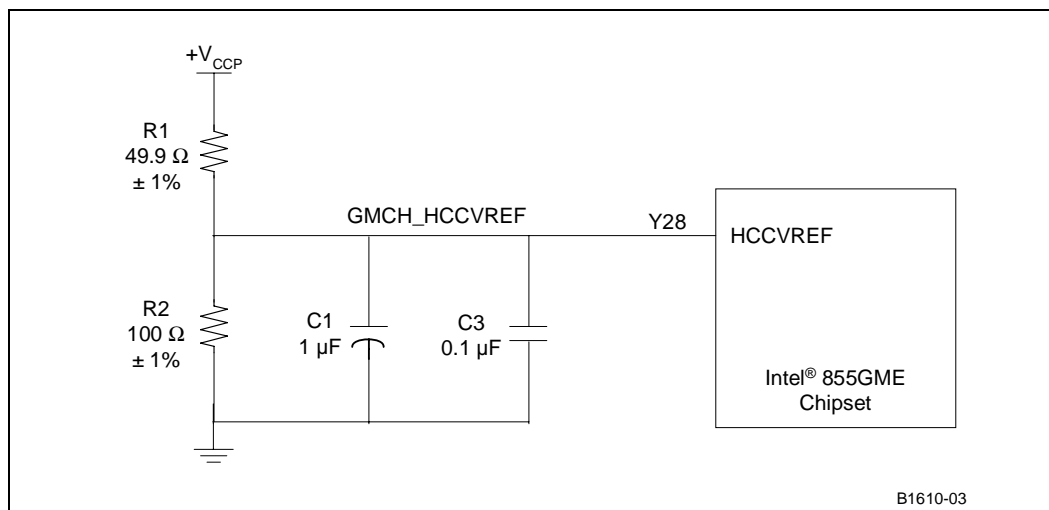 +VCCP
R1
49.9 Ω
± 1%
GMCH_HCCVREF
Y28
HCCVREF
R2
100 Ω
± 1%
C1
1 µF
C3
0.1 µF
Intel® 855GME
Chipset
B1610-03